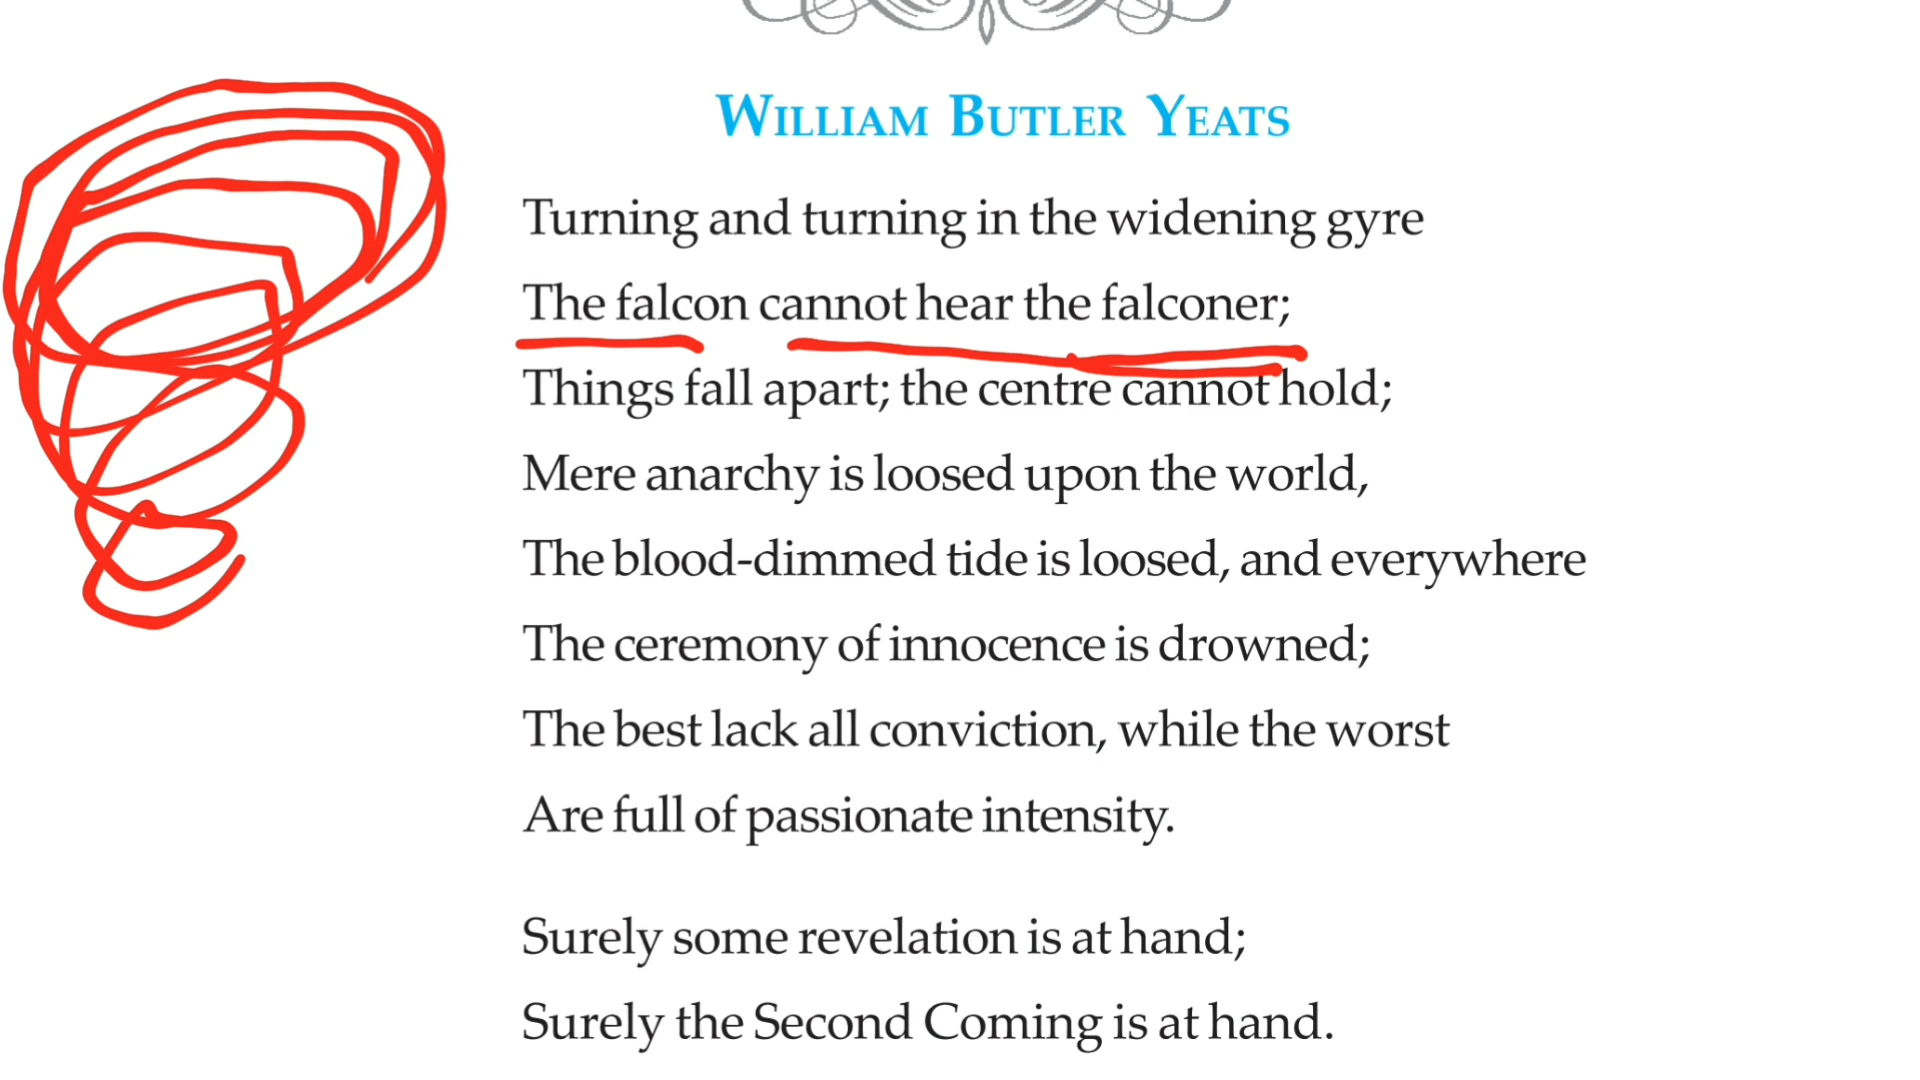 William Butler Yeats
Turning and turning in the widening gyre
The falcon cannot hear the falconer;
Things fall apart; the centre cannot hold;
Mere anarchy is loosed upon the world,
The blood-dimmed tide is loosed, and everywhere
The ceremony of innocence is drowned;
The best lack all conviction, while the worst
Are full of passionate intensity.
Surely some revelation is at hand;
Surely the Second Coming is at hand.